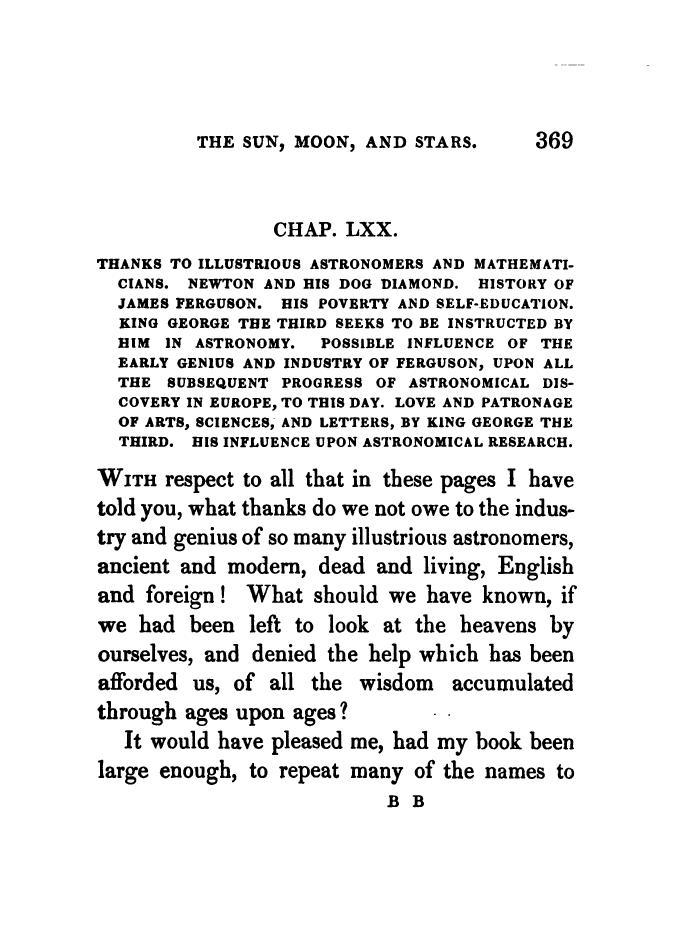 THE SUN, MOON, AND STARS. 369
CHAP. LXX.
THANKS TO ILLUSTRIOUS ASTRONOMERS AND MATHEMATI-
CIANS. NEWTON AND HIS DOG DIAMOND. HISTORY OF
JAMES FERGUSON. HIS POVERTY AND SELF-EDUCATION.
KING GEORGE THE THIRD SEEKS TO BE INSTRUCTED BY
HIM IN ASTRONOMY. POSSIBLE INFLUENCE OF THE
EARLY GENIUS AND INDUSTRY OF FERGUSON, UPON ALL
THE SUBSEQUENT PROGRESS OF ASTRONOMICAL DIS-
COVERY IN EUROPE, TO THIS DAY. LOVE AND PATRONAGE
OF ARTS, SCIENCES, AND LETTERS, BY KING GEORGE THE
THIRD. HIS INFLUENCE UPON ASTRONOMICAL RESEARCH.
WITH respect to all that in these pages I have
told you, what thanks do we not owe to the indus-
try and genius of so many illustrious astronomers,
ancient and modern, dead and living, English
and foreign! What should we have known, if
we had been left to look at the heavens by
ourselves, and denied the help which has been
afforded us, of all the wisdom accumulated
through ages upon ages?
It would have pleased me, had my book been
large enough, to repeat many of the names to
B B